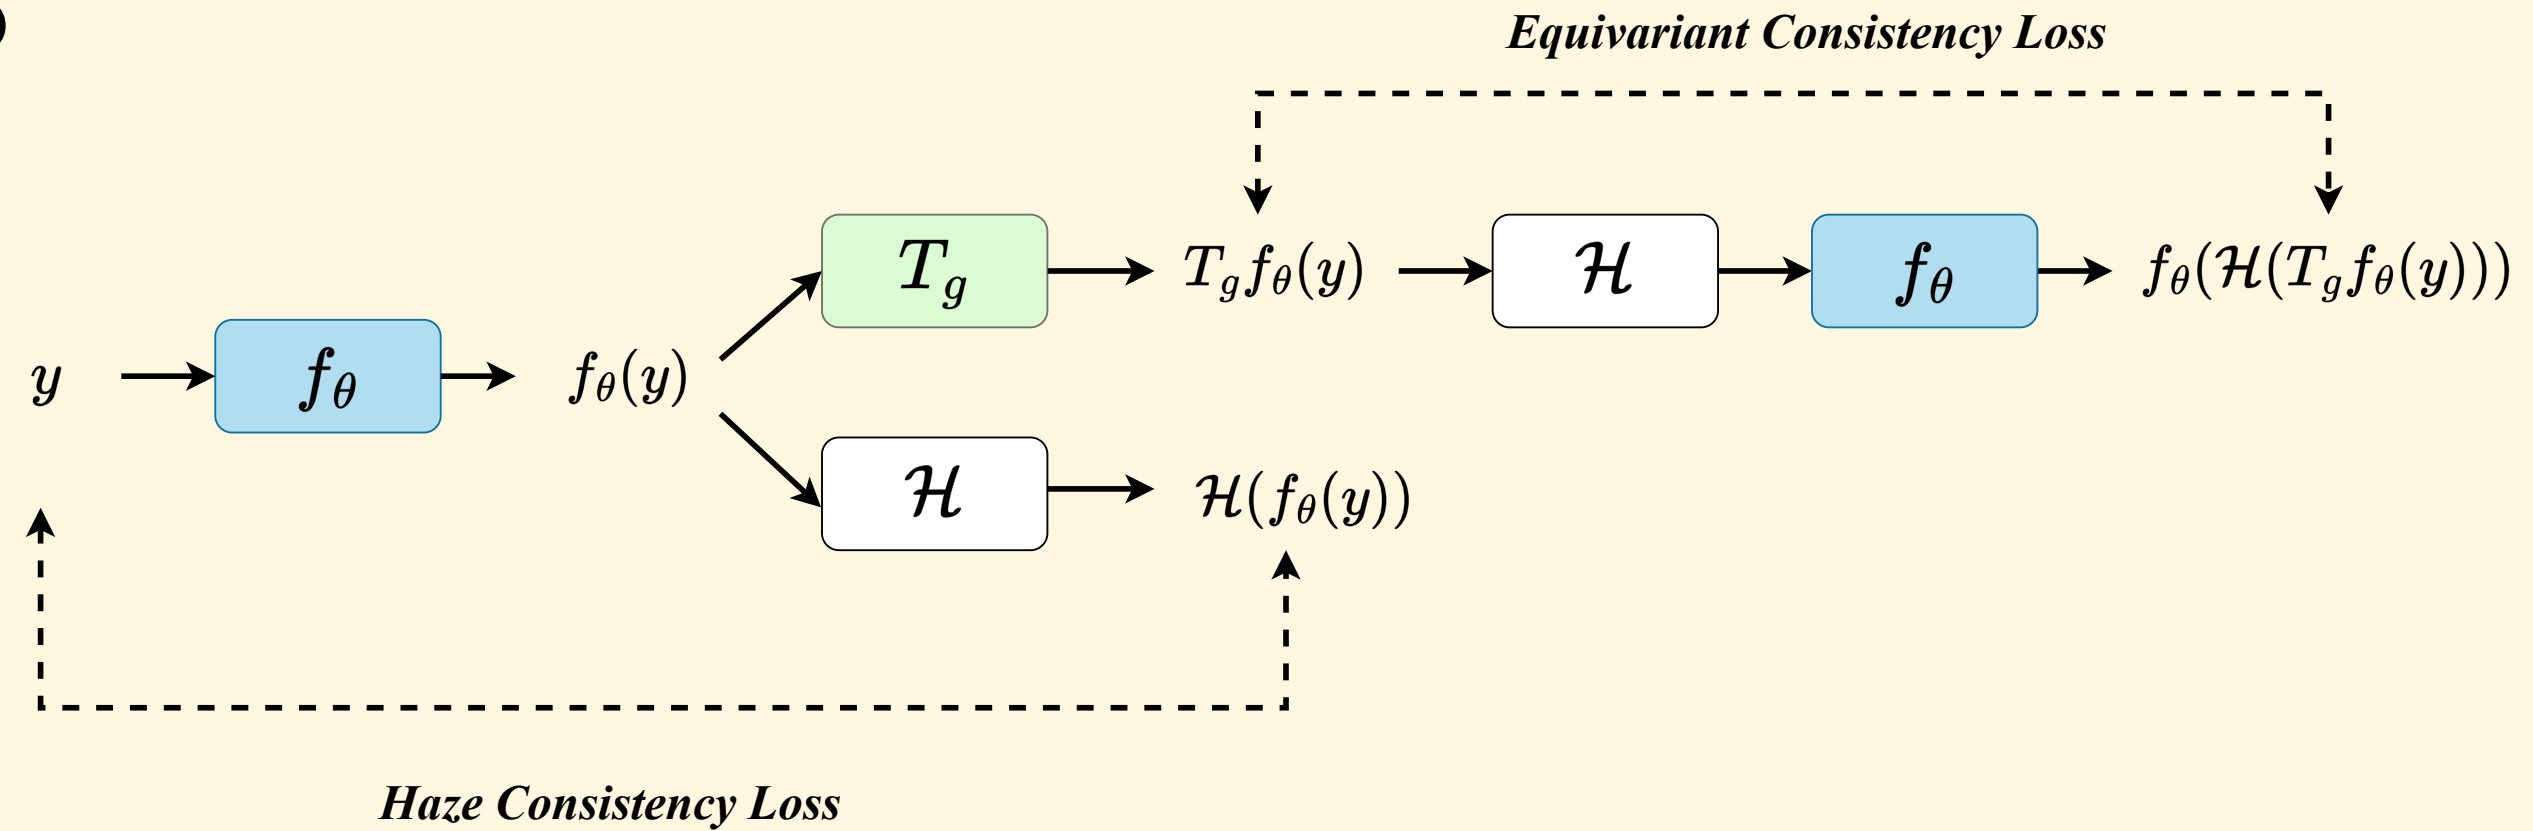 )
Equivariant Consistency Loss
T_g
T_g f_θ(y)
ℋ
f_θ
f_θ(ℋ(T_g f_θ(y)))
y
f_θ
f_θ(y)
ℋ
ℋ(f_θ(y))
Haze Consistency Loss